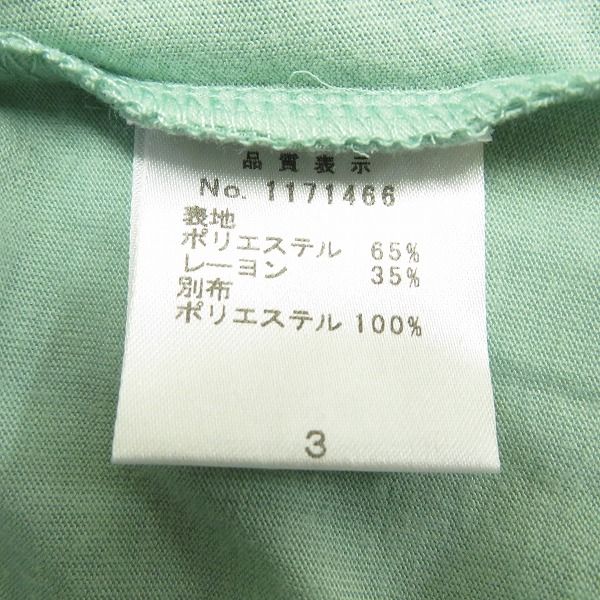 品質表示
No. 1171466
表地
ポリエステル 65%
レーヨン 35%
別布
ポリエステル 100%
3